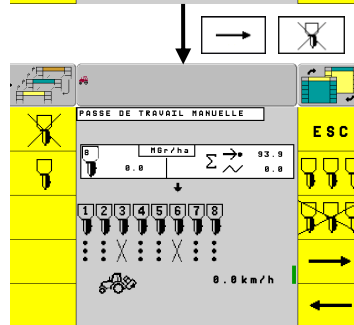 PASSE DE TRAVAIL MANUELLE
ESC
8 MGr/ha
0.0 Σ 93.9
0.0
1 2 3 4 5 6 7 8
0.0km/h